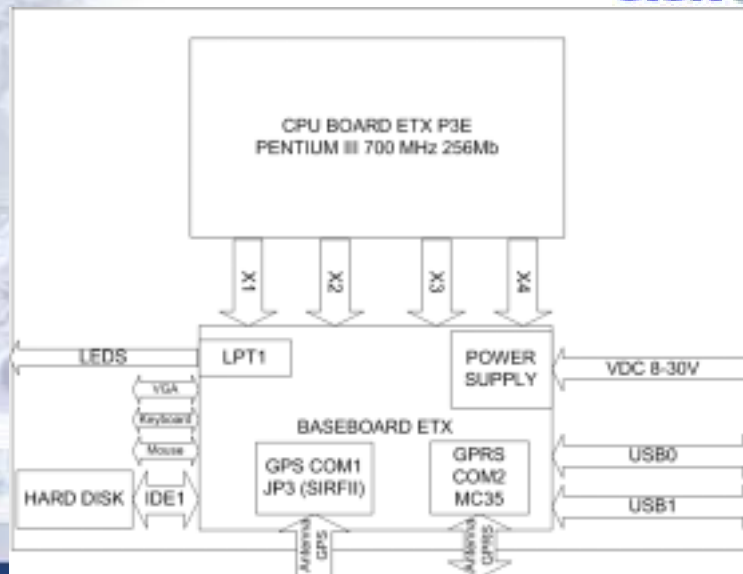 CPU BOARD ETX P3E
PENTIUM III 700 MHz 256Mb
X1
X2
X3
X4
LEDS
LPT1
POWER
SUPPLY
VDC 8-30V
VGA
Keyboard
Mouse
BASEBOARD ETX
HARD DISK
IDE1
GPS COM1
JP3 (SIRFII)
GPRS
COM2
MC35
USB0
USB1
Antenna
GPS
Antenna
GPRS